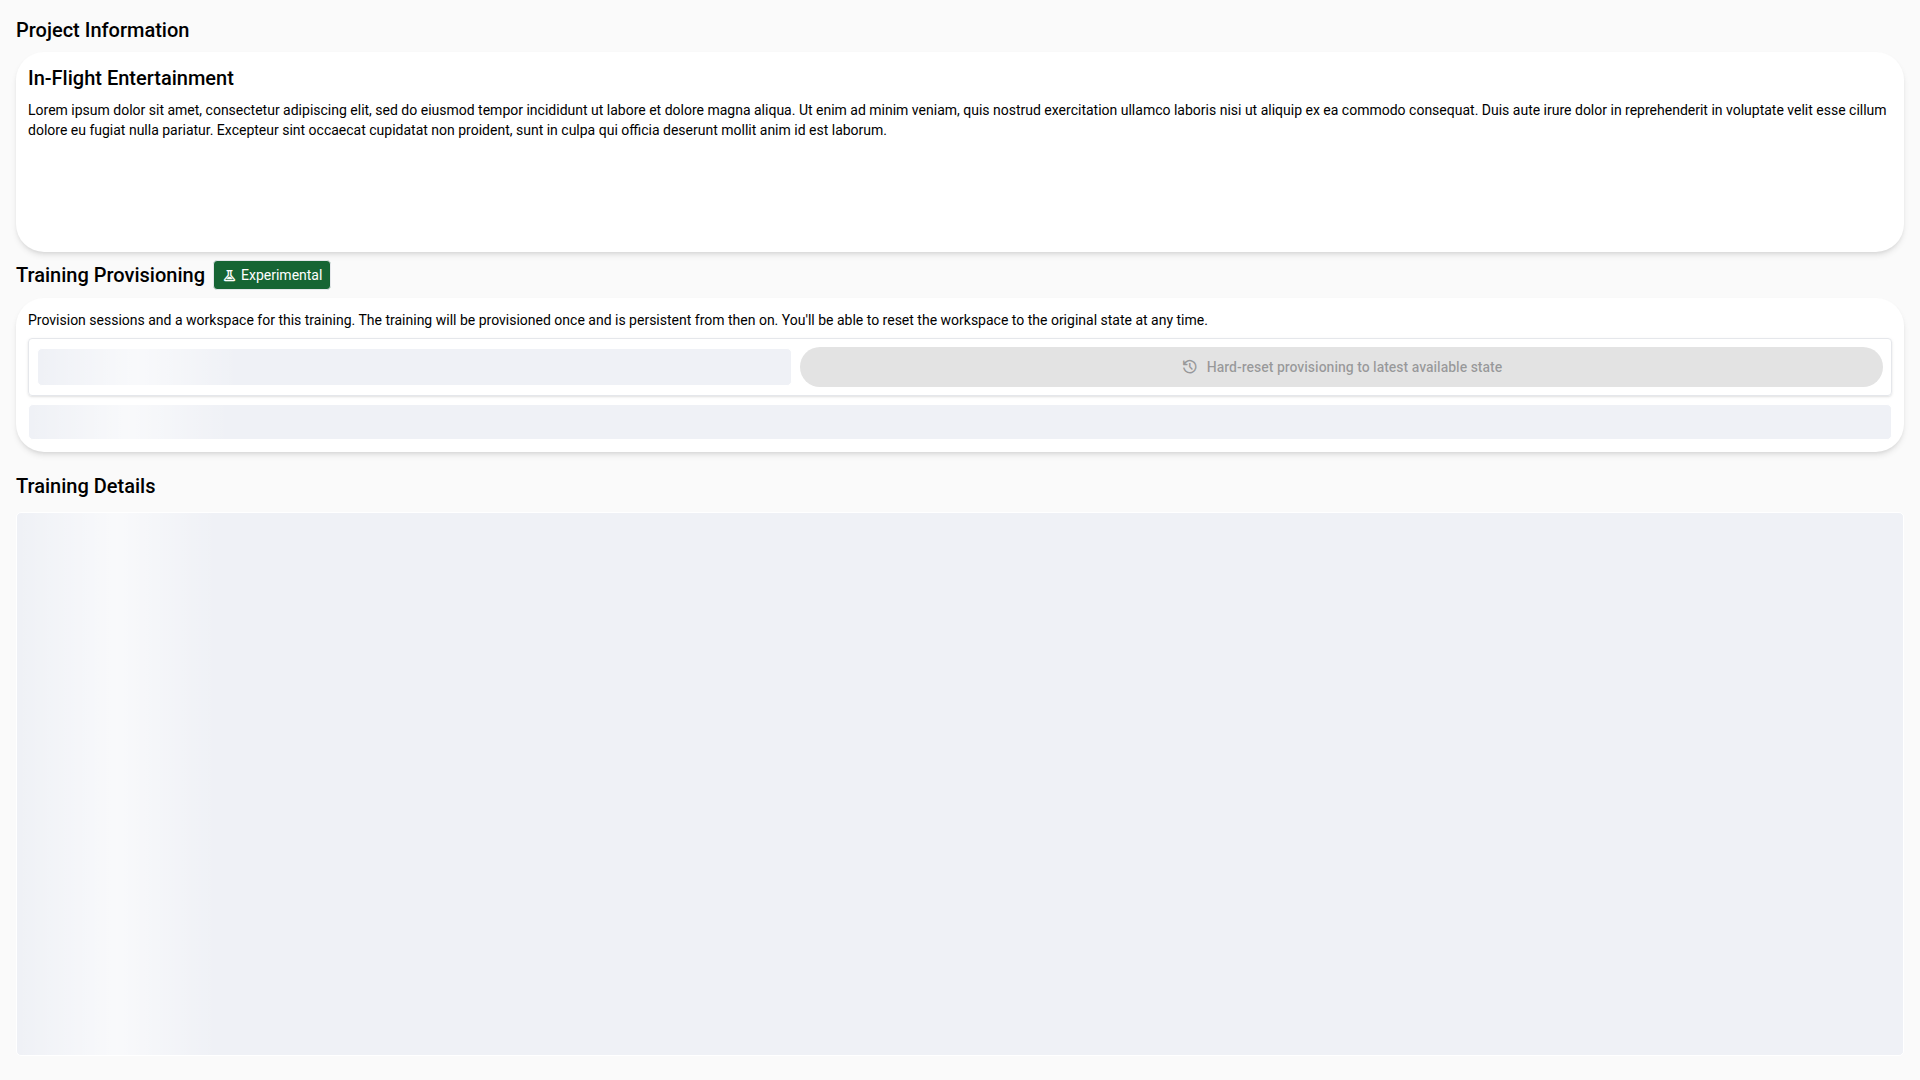 Project Information
In-Flight Entertainment
Lorem ipsum dolor sit amet, consectetur adipiscing elit, sed do eiusmod tempor incididunt ut labore et dolore magna aliqua. Ut enim ad minim veniam, quis nostrud exercitation ullamco laboris nisi ut aliquip ex ea commodo consequat. Duis aute irure dolor in reprehenderit in voluptate velit esse cillum
dolore eu fugiat nulla pariatur. Excepteur sint occaecat cupidatat non proident, sunt in culpa qui officia deserunt mollit anim id est laborum.
Training Provisioning Experimental
Provision sessions and a workspace for this training. The training will be provisioned once and is persistent from then on. You'll be able to reset the workspace to the original state at any time.
Hard-reset provisioning to latest available state
Training Details